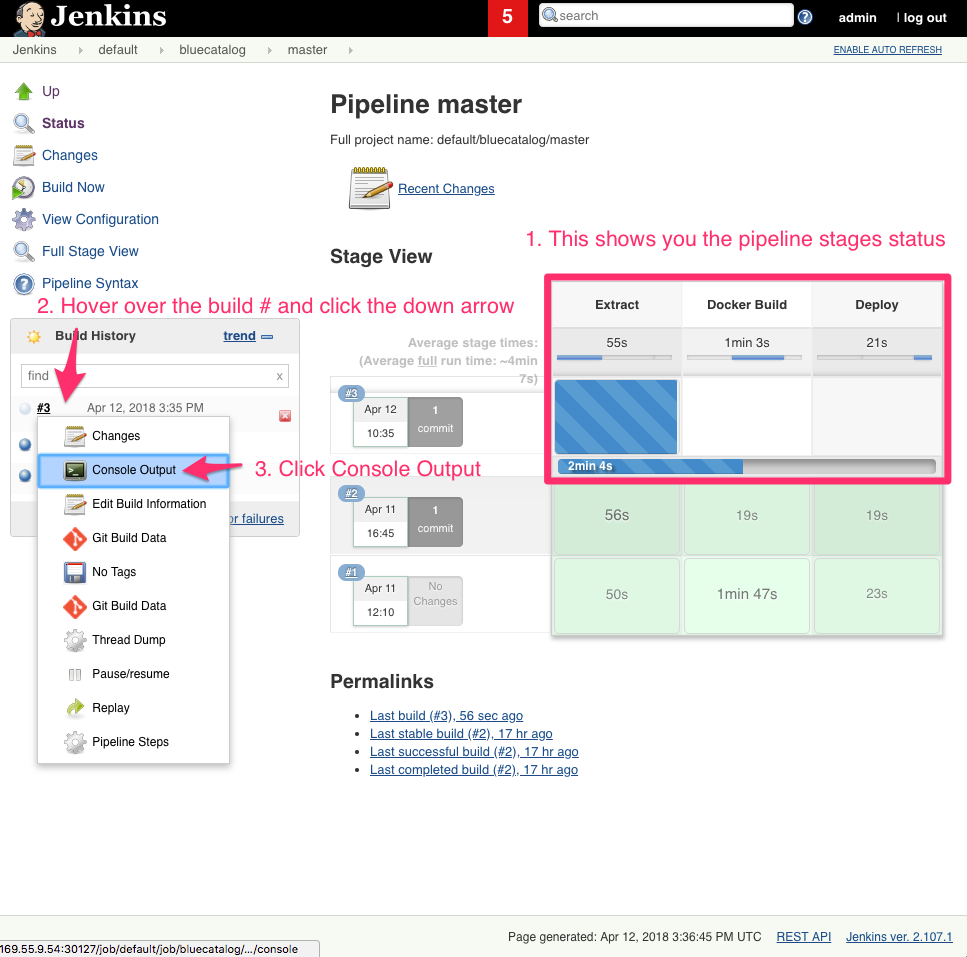 Jenkins
5
search
admin
| log out
Jenkins
default
bluecatalog
master
ENABLE AUTO REFRESH
Up
Status
Changes
Build Now
View Configuration
Full Stage View
Pipeline Syntax
Pipeline master
Full project name: default/bluecatalog/master
Recent Changes
1. This shows you the pipeline stages status
Stage View
2. Hover over the build # and click the down arrow
Build History
trend
find
x
#3
Apr 12, 2018 3:35 PM
Changes
Console Output
3. Click Console Output
Edit Build Information
or failures
Git Build Data
No Tags
Git Build Data
Thread Dump
Pause/resume
Replay
Pipeline Steps
Extract
Docker Build
Deploy
Average stage times:
(Average full run time: ~4min
7s)
55s
1min 3s
21s
#3
Apr 12
10:35
1
commit
2min 4s
#2
Apr 11
16:45
1
commit
56s
19s
19s
#1
Apr 11
12:10
No
Changes
50s
1min 47s
23s
Permalinks
Last build (#3), 56 sec ago
Last stable build (#2), 17 hr ago
Last successful build (#2), 17 hr ago
Last completed build (#2), 17 hr ago
169.55.9.54:30127/job/default/job/bluecatalog/.../console
Page generated: Apr 12, 2018 3:36:45 PM UTC
REST API
Jenkins ver. 2.107.1